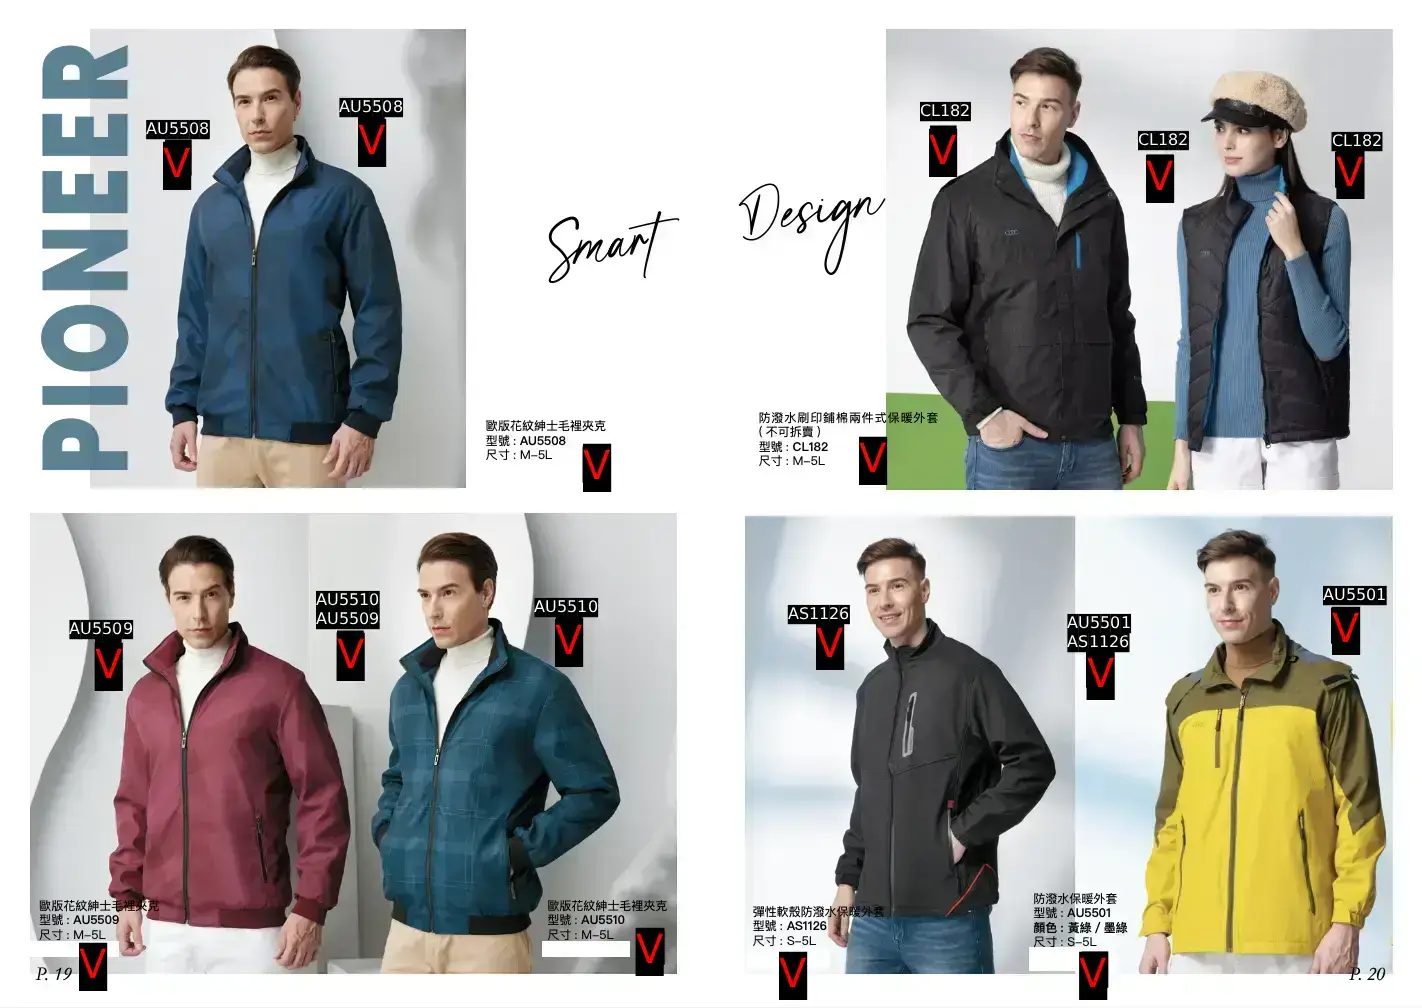 PIONEER
AU5508
V
AU5508
V
Smart Design
歐版花紋紳士毛裡夾克
型號 : AU5508
尺寸 : M–5L
V
CL182
V
CL182
V
CL182
V
防潑水刷印鋪棉兩件式保暖外套
( 不可拆賣 )
型號 : CL182
尺寸 : M–5L
V
AU5509
V
AU5510
AU5509
V
AU5510
V
歐版花紋紳士毛裡夾克
型號 : AU5509
尺寸 : M–5L
V
歐版花紋紳士毛裡夾克
型號 : AU5510
尺寸 : M–5L
V
P. 19
AS1126
V
AU5501
AS1126
V
AU5501
V
彈性軟殼防潑水保暖外套
型號 : AS1126
尺寸 : S–5L
V
防潑水保暖外套
型號 : AU5501
顏色 : 黃綠 / 墨綠
尺寸 : S–5L
V
P. 20